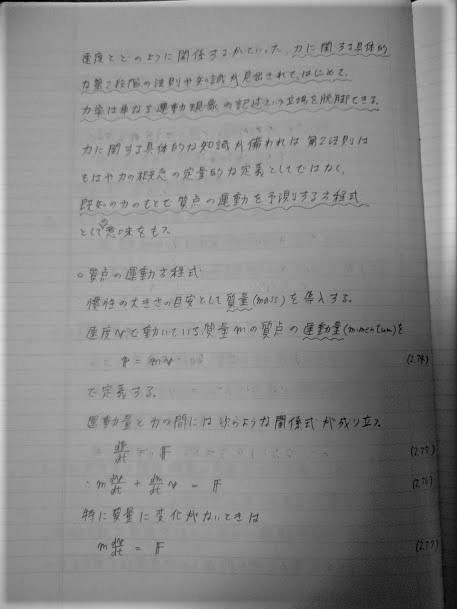 速度とどのように関係するかといった、力に関する具体的
力学で段階の法則や知識が見出されて、はじめて、
力学は単なる運動現象の記述という立場を脱却できる。
力に関する具体的な知識が備われば 第2法則は
もはや力の概念の定量的な定義としてではなく、
既知の力のもとで 質点の運動を予測する方程式
としての意味をもつ。
○質点の運動方程式
慣性の大きさの目安として質量(mass)を導入する。
速度vで動いている質量mの質点の運動量(momentum)を
p = mv (2.74)
で定義する。
運動量と力の間には次のような関係式が成り立つ。
dp/dt = F (2.75)
∴ m dv/dt + dm/dt v = F (2.76)
特に質量に変化がないときは
m dv/dt = F (2.77)